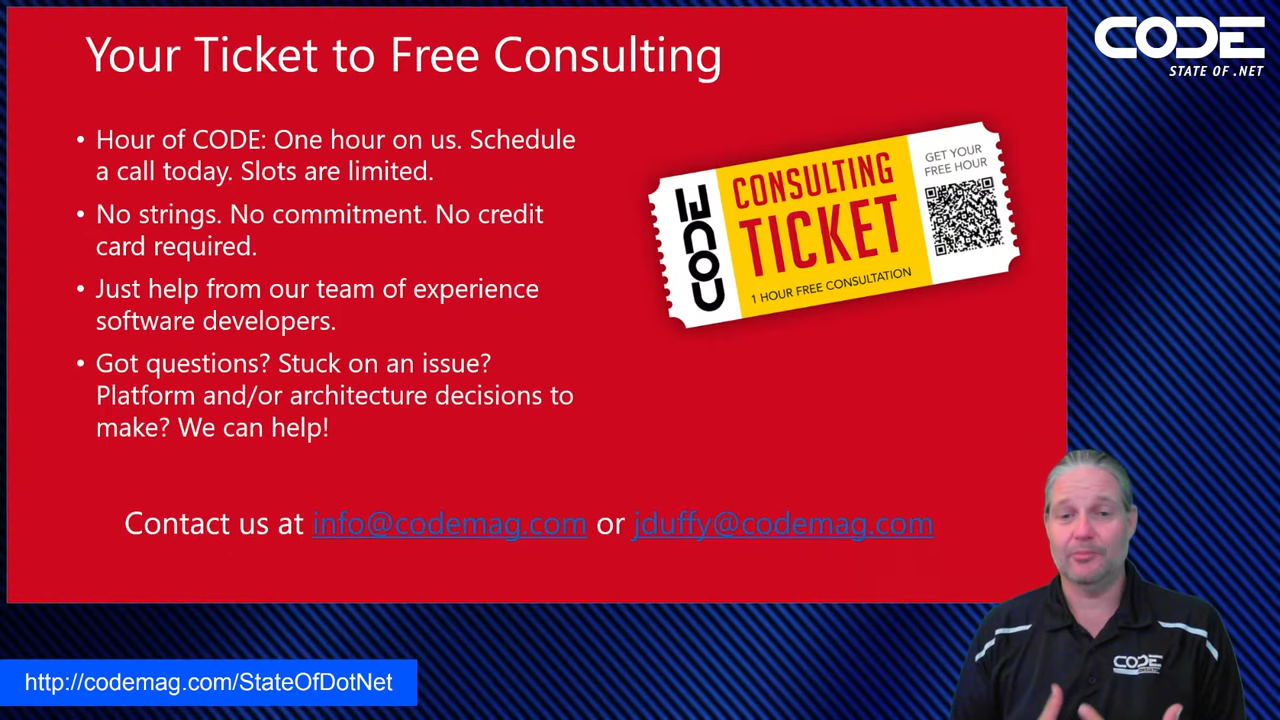 Your Ticket to Free Consulting
CODE
STATE OF .NET
• Hour of CODE: One hour on us. Schedule
a call today. Slots are limited.
• No strings. No commitment. No credit
card required.
• Just help from our team of experience
software developers.
• Got questions? Stuck on an issue?
Platform and/or architecture decisions to
make? We can help!
CODE
CONSULTING
TICKET
1 HOUR FREE CONSULTATION
GET YOUR
FREE HOUR
Contact us at info@codemag.com or jduffy@codemag.com
CODE
http://codemag.com/StateOfDotNet